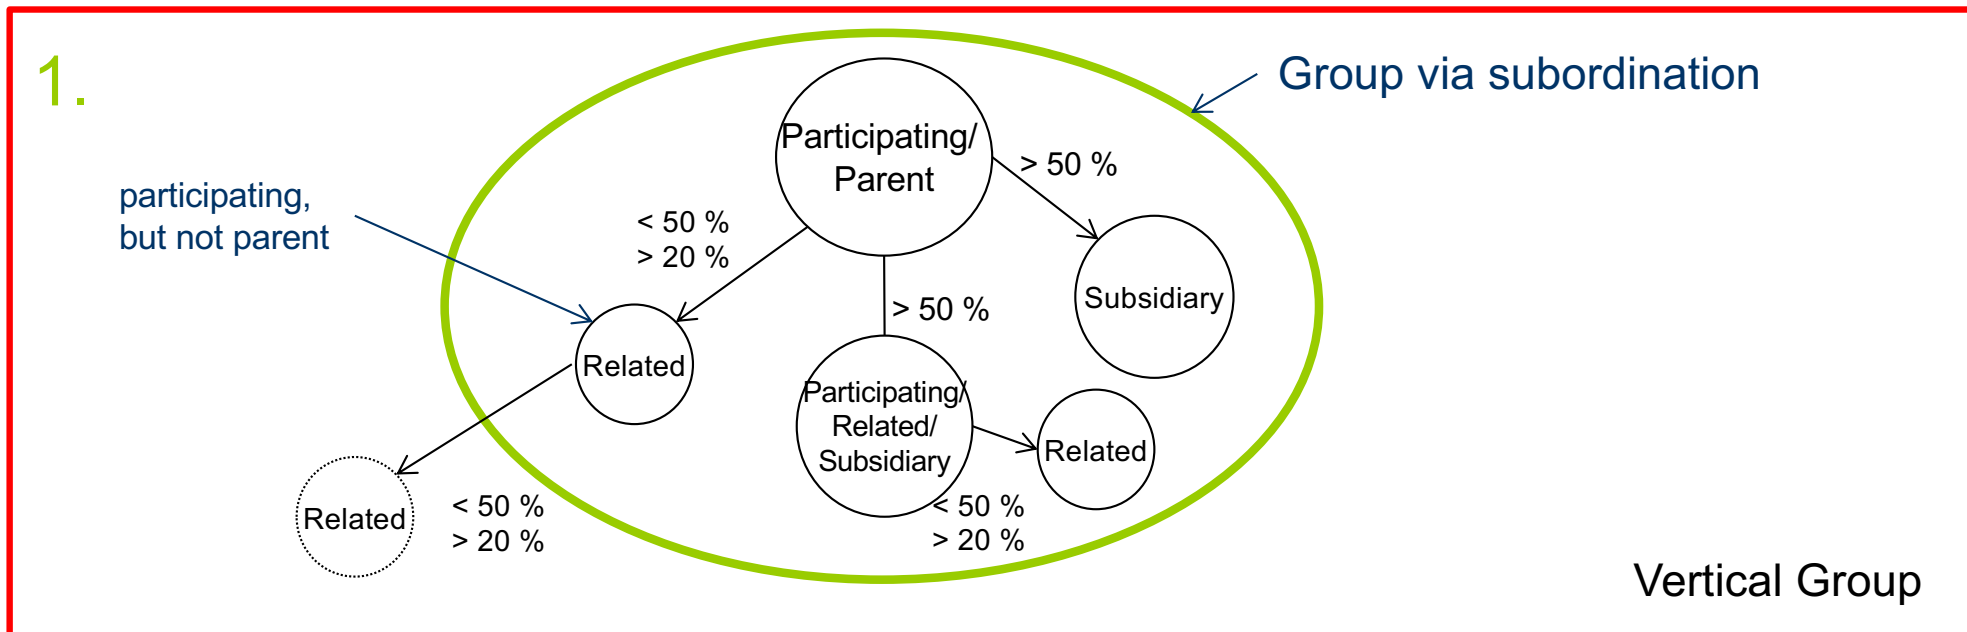 1.
Group via subordination
Participating/
Parent
> 50 %
participating,
but not parent
< 50 %
> 20 %
Subsidiary
> 50 %
Related
Participating/
Related/
Subsidiary
Related
Related
< 50 %
> 20 %
< 50 %
> 20 %
Vertical Group